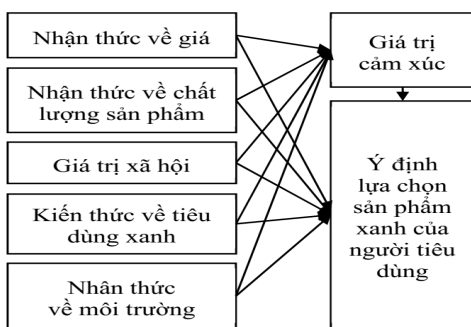 Nhận thức về giá
Nhận thức về chất
lượng sản phẩm
Giá trị xã hội
Kiến thức về tiêu
dùng xanh
Nhân thức
về môi trường
Giá trị
cảm xúc
Ý định
lựa chọn
sản phẩm
xanh của
người tiêu
dùng